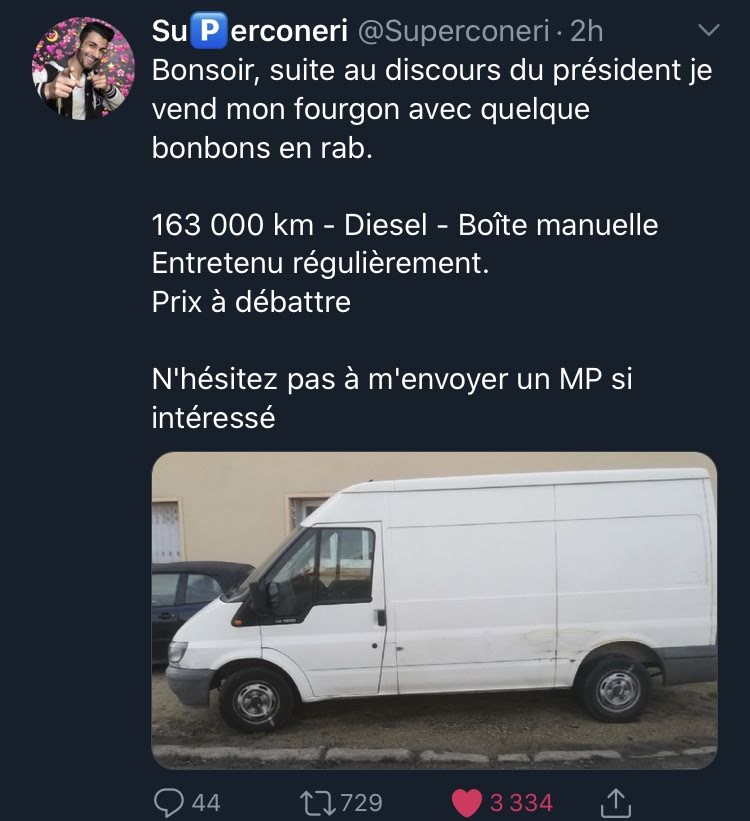 Su🅿️erconeri @Superconeri · 2h
Bonsoir, suite au discours du président je
vend mon fourgon avec quelque
bonbons en rab.
163 000 km - Diesel - Boîte manuelle
Entretenu régulièrement.
Prix à débattre
N'hésitez pas à m'envoyer un MP si
intéressé
44 729 3 334